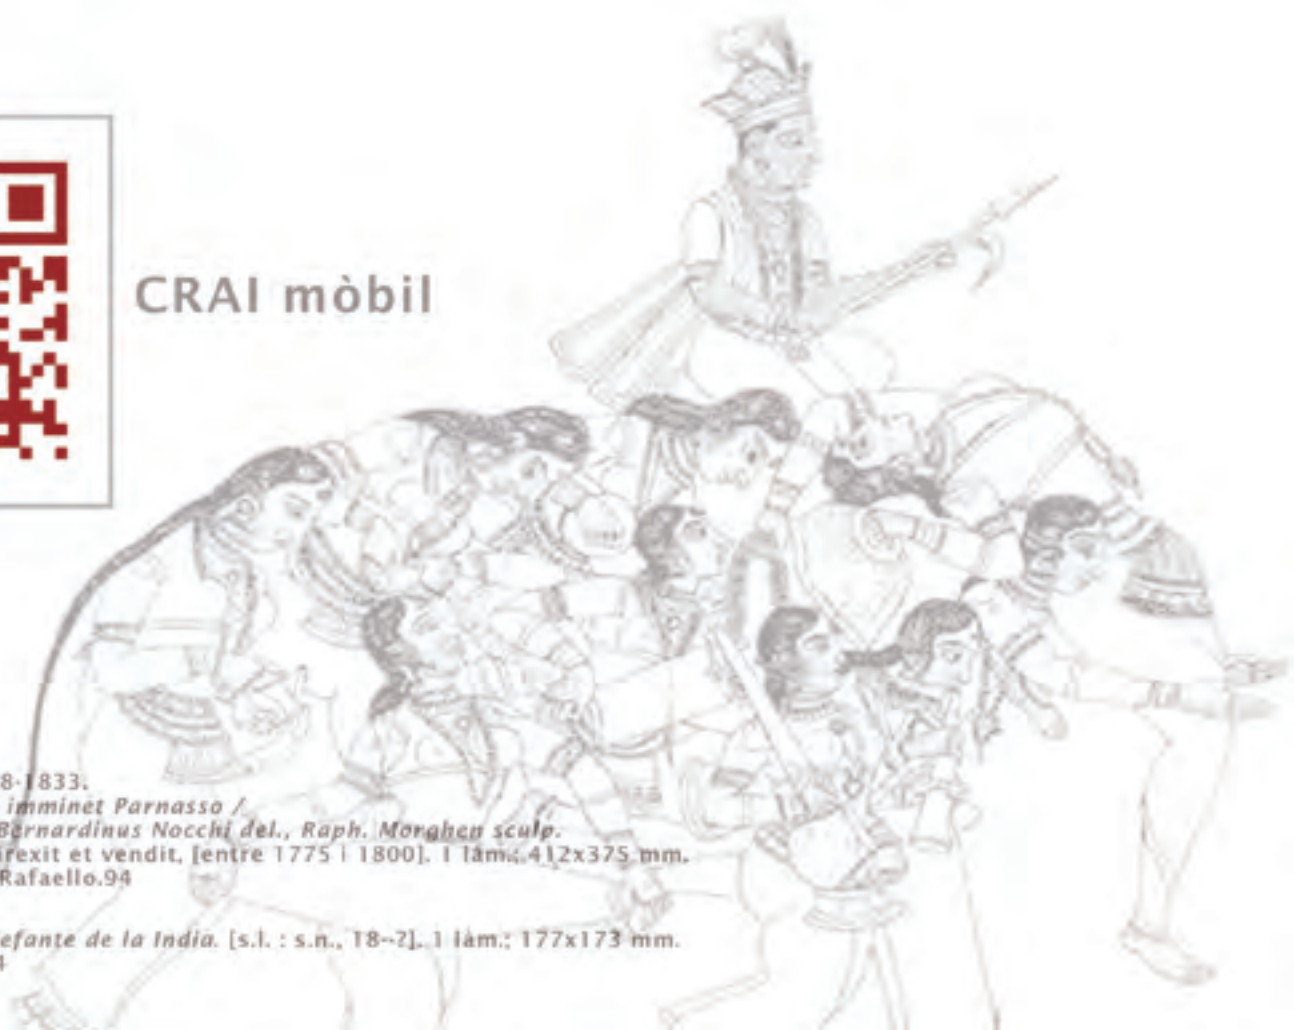 CRAI mòbil
8-1833.
imminet Parnasso /
Bernardinus Nocchi del., Raph. Morghen sculp.
irexit et vendit, [entre 1775 i 1800]. 1 làm.; 412x375 mm.
Rafaello.94
efante de la India. [s.l. : s.n., 18--?]. 1 làm.; 177x173 mm.
4